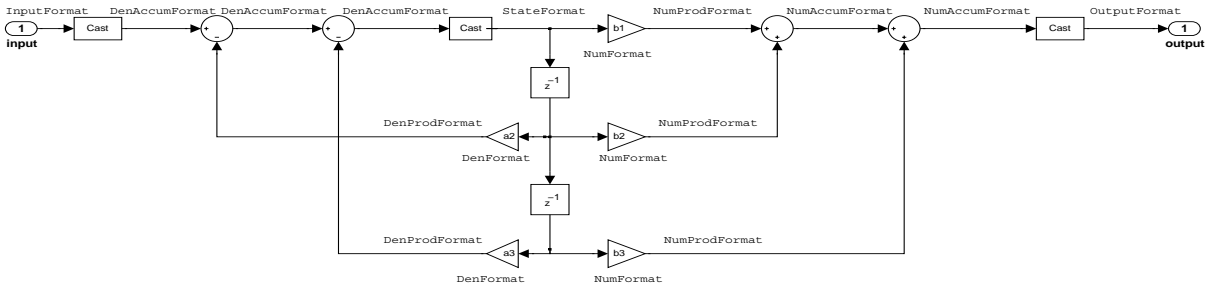 InputFormat DenAccumFormat DenAccumFormat DenAccumFormat StateFormat NumProdFormat NumAccumFormat NumAccumFormat OutputFormat
1 Cast + − + − Cast b1 + + + + Cast 1
input NumFormat output
z−1
DenProdFormat a2 b2 NumProdFormat
DenFormat NumFormat
z−1
DenProdFormat a3 b3 NumProdFormat
DenFormat NumFormat